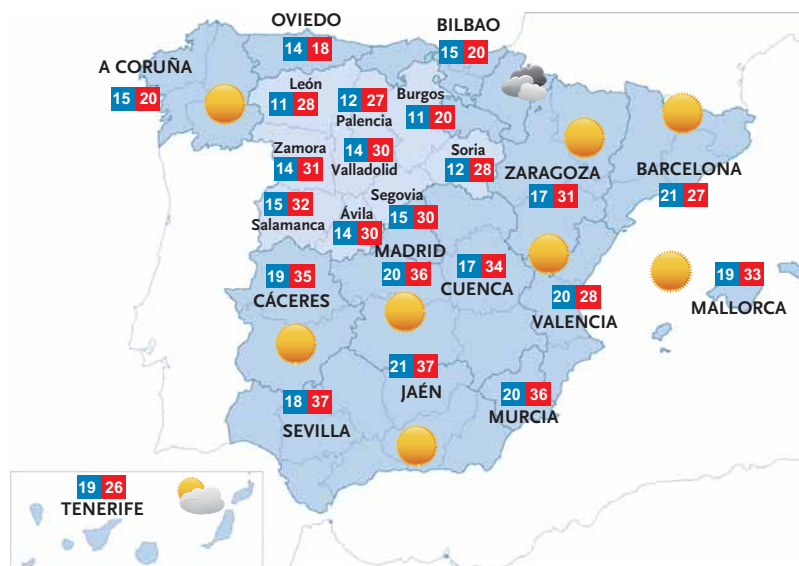 OVIEDO
14 18
BILBAO
15 20
A CORUÑA
15 20
León
11 28
12 27
Palencia
Burgos
11 20
Zamora
14 31
14 30
Valladolid
Soria
12 28
ZARAGOZA
17 31
BARCELONA
21 27
15 32
Salamanca
Segovia
15 30
Ávila
14 30
MADRID
20 36
17 34
CUENCA
19 35
CÁCERES
20 28
VALENCIA
19 33
MALLORCA
21 37
JAÉN
18 37
SEVILLA
20 36
MURCIA
19 26
TENERIFE